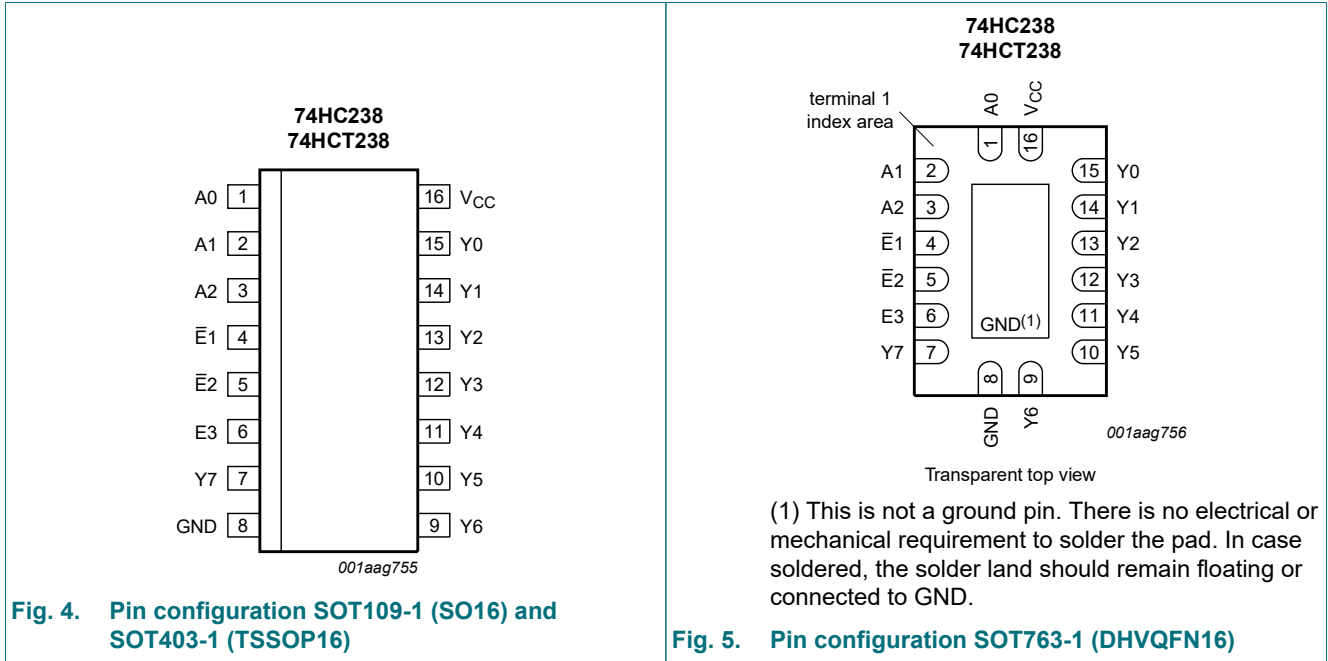 74HC238
74HCT238
A0 1
A1 2
A2 3
E̅1 4
E̅2 5
E3 6
Y7 7
GND 8
16 VCC
15 Y0
14 Y1
13 Y2
12 Y3
11 Y4
10 Y5
9 Y6
001aag755
Fig. 4. Pin configuration SOT109-1 (SO16) and
SOT403-1 (TSSOP16)
74HC238
74HCT238
terminal 1
index area
A0
VCC
1
16
A1 2
A2 3
E̅1 4
E̅2 5
E3 6
Y7 7
15 Y0
14 Y1
13 Y2
12 Y3
11 Y4
10 Y5
GND(1)
8
9
GND
Y6
001aag756
Transparent top view
(1) This is not a ground pin. There is no electrical or
mechanical requirement to solder the pad. In case
soldered, the solder land should remain floating or
connected to GND.
Fig. 5. Pin configuration SOT763-1 (DHVQFN16)